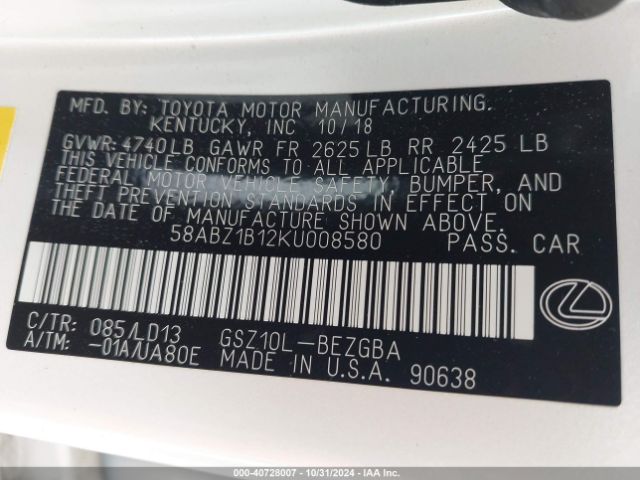 MFD. BY: TOYOTA MOTOR MANUFACTURING.
KENTUCKY, INC 10/18
GVWR: 4740LB GAWR FR 2625 LB RR 2425 LB
THIS VEHICLE CONFORMS TO ALL APPLICABLE
FEDERAL MOTOR VEHICLE SAFETY, BUMPER, AND
THEFT PREVENTION STANDARDS IN EFFECT ON
THE DATE OF MANUFACTURE SHOWN ABOVE.
58ABZ1B12KU008580 PASS. CAR
C/TR: 085/LD13 GSZ10L-BEZGBA
A/TM: -01A/UA80E MADE IN U.S.A. 90638
000-40728007 - 10/31/2024 - IAA Inc.